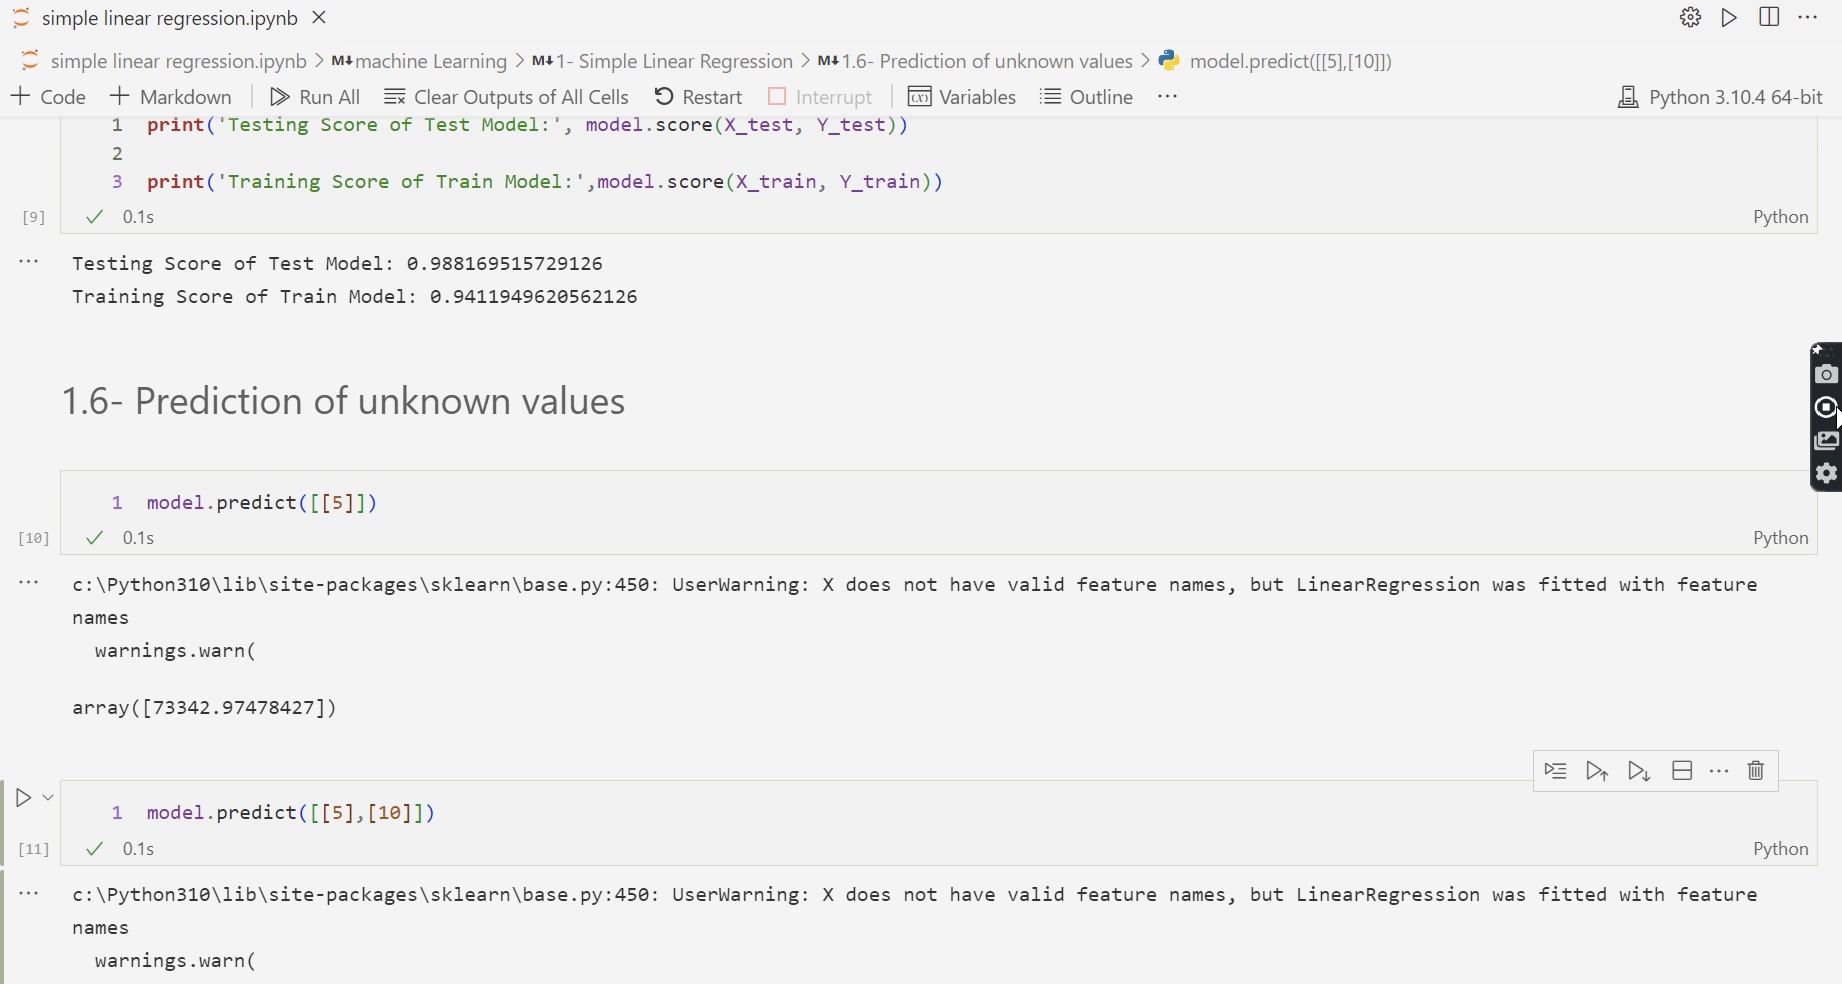 simple linear regression.ipynb
simple linear regression.ipynb > M↓ machine Learning > M↓ 1- Simple Linear Regression > M↓ 1.6- Prediction of unknown values > model.predict([[5],[10]])
+ Code + Markdown | Run All Clear Outputs of All Cells Restart Interrupt | Variables Outline ··· Python 3.10.4 64-bit
1 print('Testing Score of Test Model:', model.score(X_test, Y_test))
2
3 print('Training Score of Train Model:',model.score(X_train, Y_train))
[9] 0.1s Python
Testing Score of Test Model: 0.988169515729126
Training Score of Train Model: 0.9411949620562126
1.6- Prediction of unknown values
1 model.predict([[5]])
[10] 0.1s Python
c:\Python310\lib\site-packages\sklearn\base.py:450: UserWarning: X does not have valid feature names, but LinearRegression was fitted with feature
names
warnings.warn(
array([73342.97478427])
1 model.predict([[5],[10]])
[11] 0.1s Python
c:\Python310\lib\site-packages\sklearn\base.py:450: UserWarning: X does not have valid feature names, but LinearRegression was fitted with feature
names
warnings.warn(